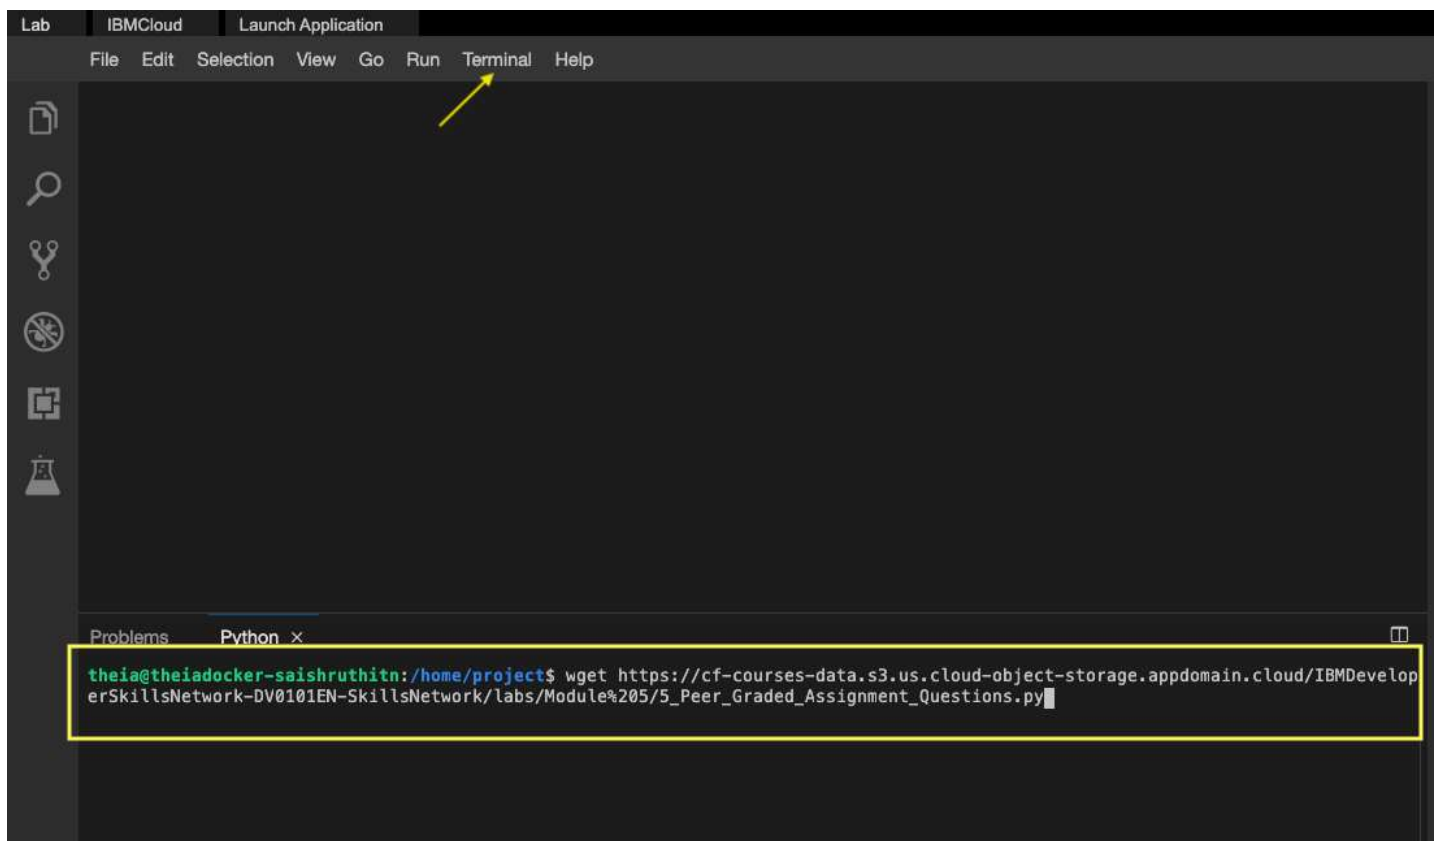 Lab IBMCloud Launch Application
File Edit Selection View Go Run Terminal Help
Problems Python ×
theia@theiadocker-saishruthitn:/home/project$ wget https://cf-courses-data.s3.us.cloud-object-storage.appdomain.cloud/IBMDevelop
erSkillsNetwork-DV0101EN-SkillsNetwork/labs/Module%205/5_Peer_Graded_Assignment_Questions.py